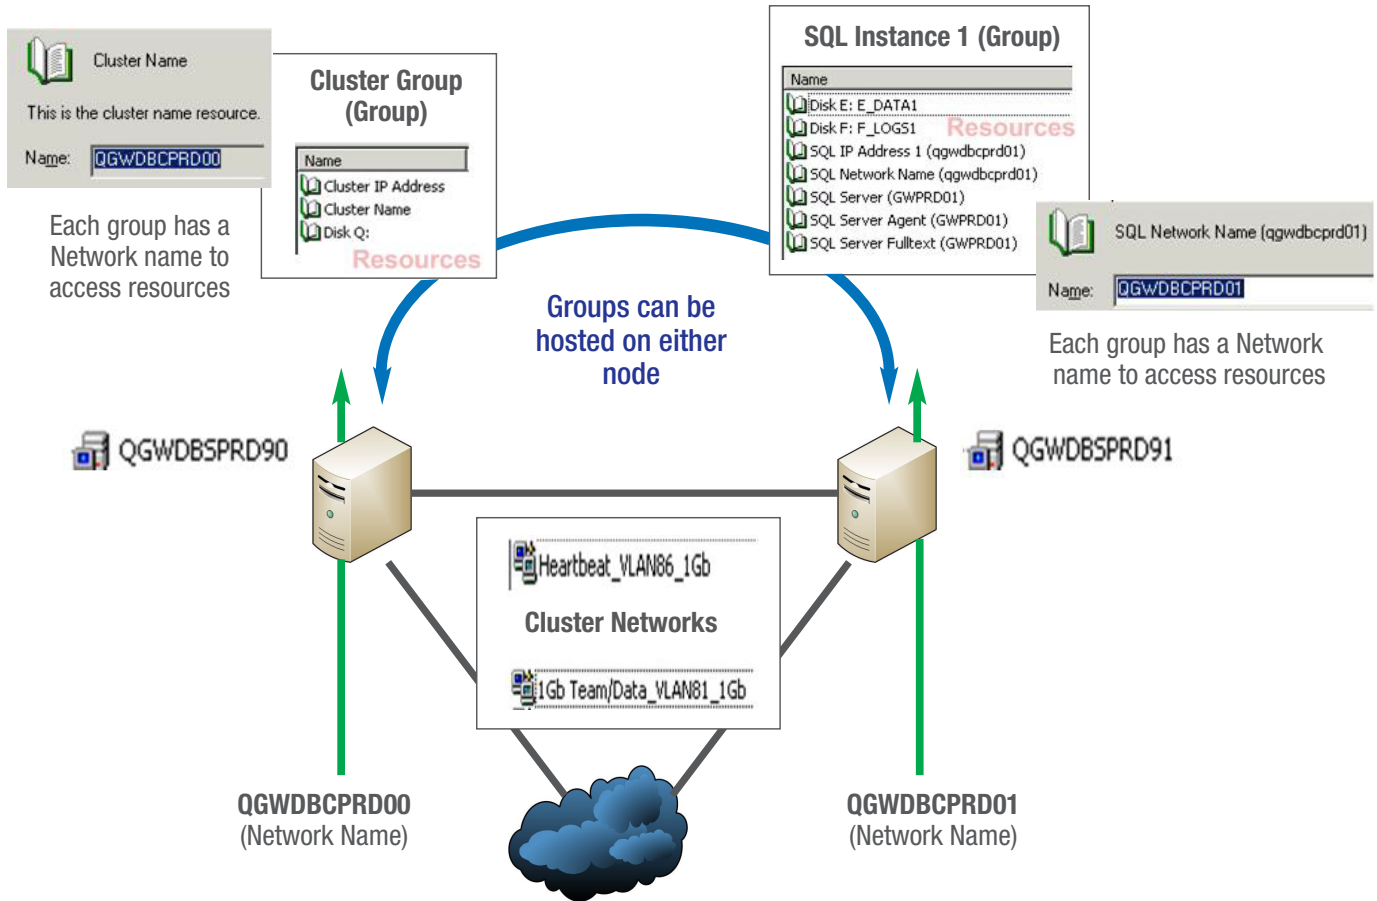 Cluster Name
This is the cluster name resource.
Name: QGWDBCPRD00
Each group has a
Network name to
access resources
Cluster Group
(Group)
Name
Cluster IP Address
Cluster Name
Disk Q:
Resources
SQL Instance 1 (Group)
Name
Disk E: E_DATA1
Disk F: F_LOGS1
Resources
SQL IP Address 1 (qgwdbcprd01)
SQL Network Name (qgwdbcprd01)
SQL Server (GWPRD01)
SQL Server Agent (GWPRD01)
SQL Server Fulltext (GWPRD01)
SQL Network Name (qgwdbcprd01)
Name: QGWDBCPRD01
Each group has a Network
name to access resources
Groups can be
hosted on either
node
QGWDBSPRD90
QGWDBSPRD91
Heartbeat_VLAN86_1Gb
Cluster Networks
1Gb Team/Data_VLAN81_1Gb
QGWDBCPRD00
(Network Name)
QGWDBCPRD01
(Network Name)